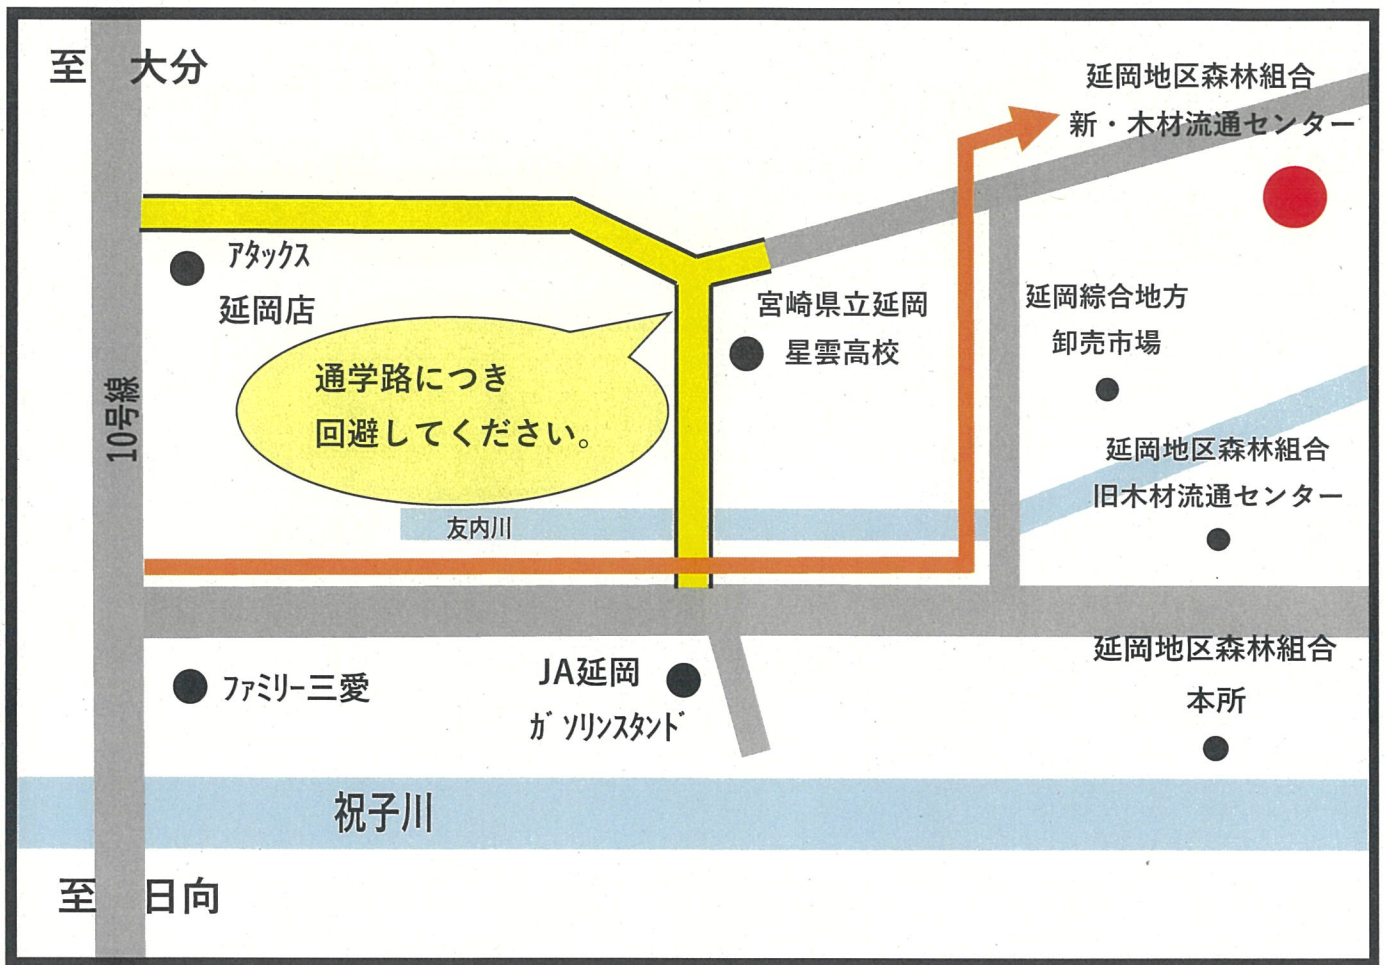 至 大分
延岡地区森林組合
新・木材流通センター
ｱﾀｯｸｽ
延岡店
宮崎県立延岡
星雲高校
延岡綜合地方
卸売市場
通学路につき
回避してください。
10号線
延岡地区森林組合
旧木材流通センター
友内川
ﾌｧﾐﾘｰ三愛
JA延岡
ｶﾞｿﾘﾝｽﾀﾝﾄﾞ
延岡地区森林組合
本所
祝子川
至 日向